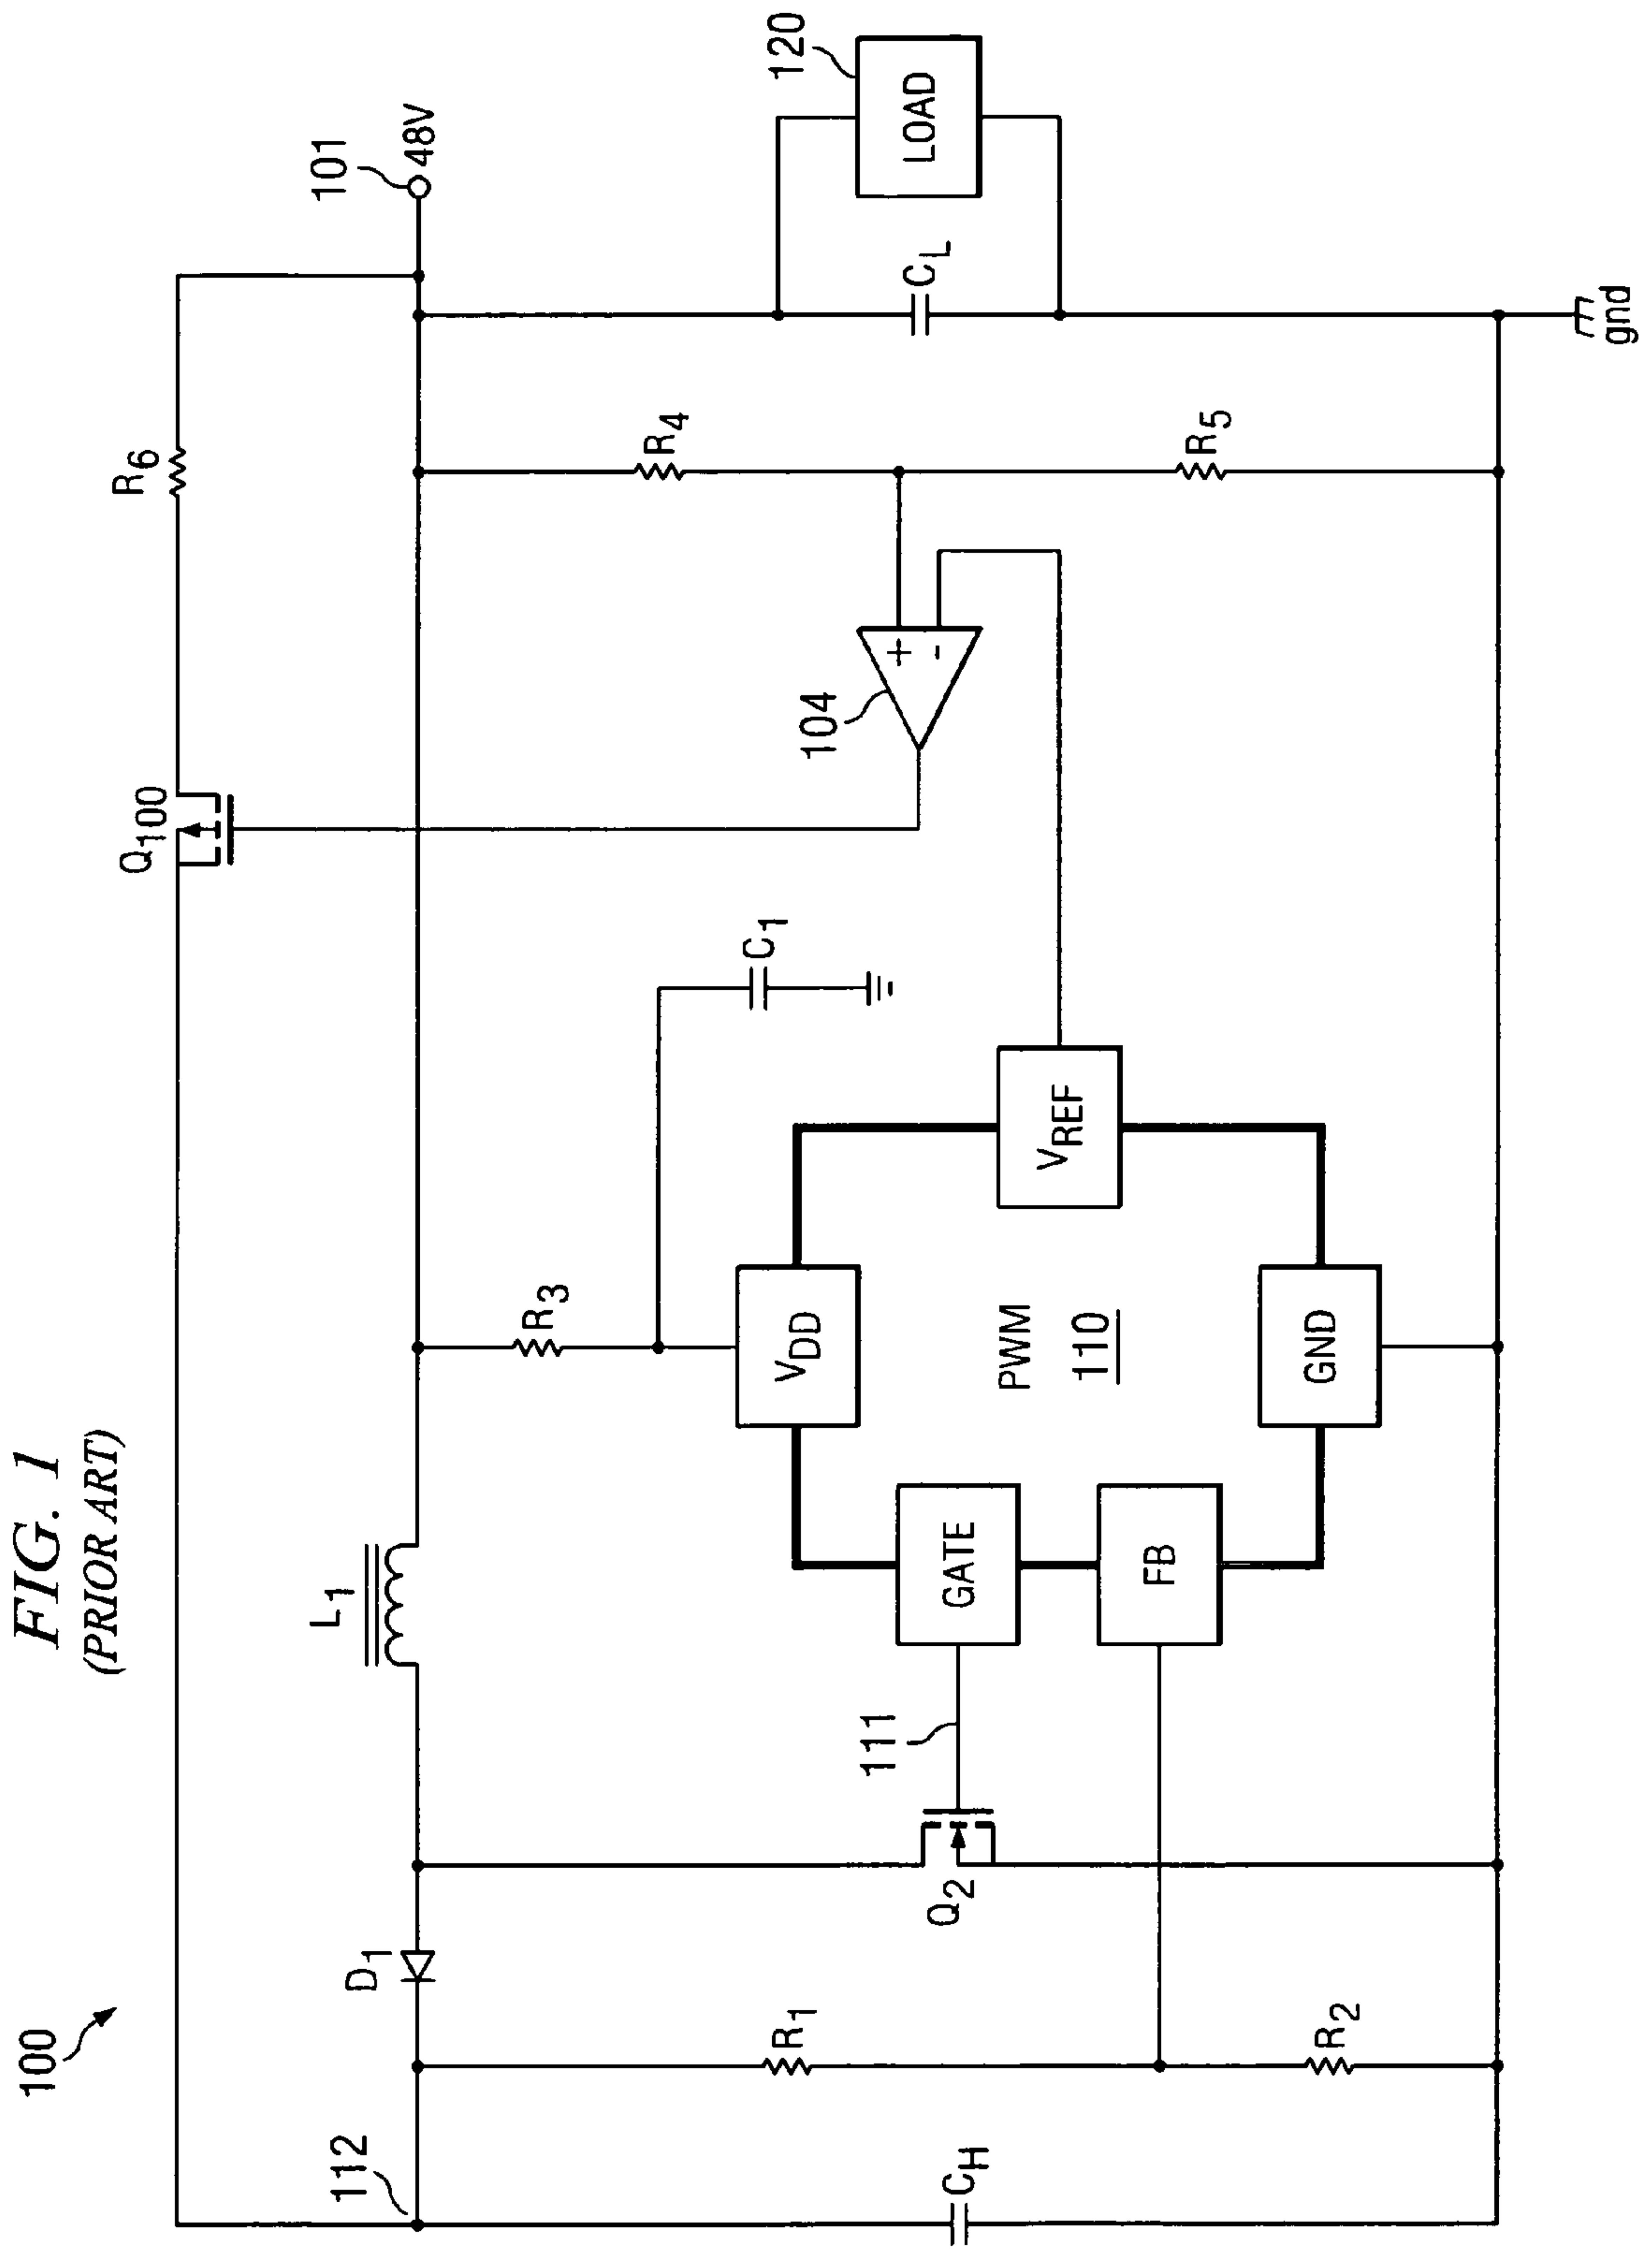 FIG. 1
(PRIOR ART)
100
112
D1
L1
Q100
R6
101
48V
R1
R2
CH
Q2
111
R3
C1
104
+
-
R4
R5
CL
120
LOAD
VDD
GATE
FB
PWM
110
VREF
GND
gnd